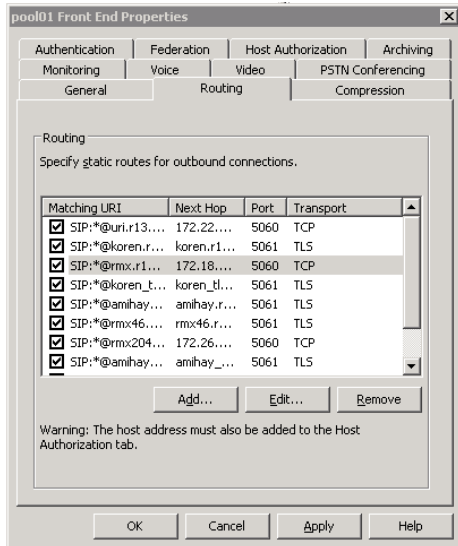 pool01 Front End Properties
Authentication Federation Host Authorization Archiving
Monitoring Voice Video PSTN Conferencing
General Routing Compression
Routing
Specify static routes for outbound connections.
Matching URI Next Hop Port Transport
SIP:*@uri.r13.... 172.22.... 5060 TCP
SIP:*@koren.r... koren.r1... 5061 TLS
SIP:*@rmx.r1... 172.18.... 5060 TCP
SIP:*@koren_t... koren_tl... 5061 TLS
SIP:*@amihay... amihay.r... 5061 TLS
SIP:*@rmx46.... rmx46.r... 5061 TLS
SIP:*@rmx204... 172.26.... 5060 TCP
SIP:*@amihay... amihay_... 5061 TLS
Add... Edit... Remove
Warning: The host address must also be added to the Host
Authorization tab.
OK Cancel Apply Help